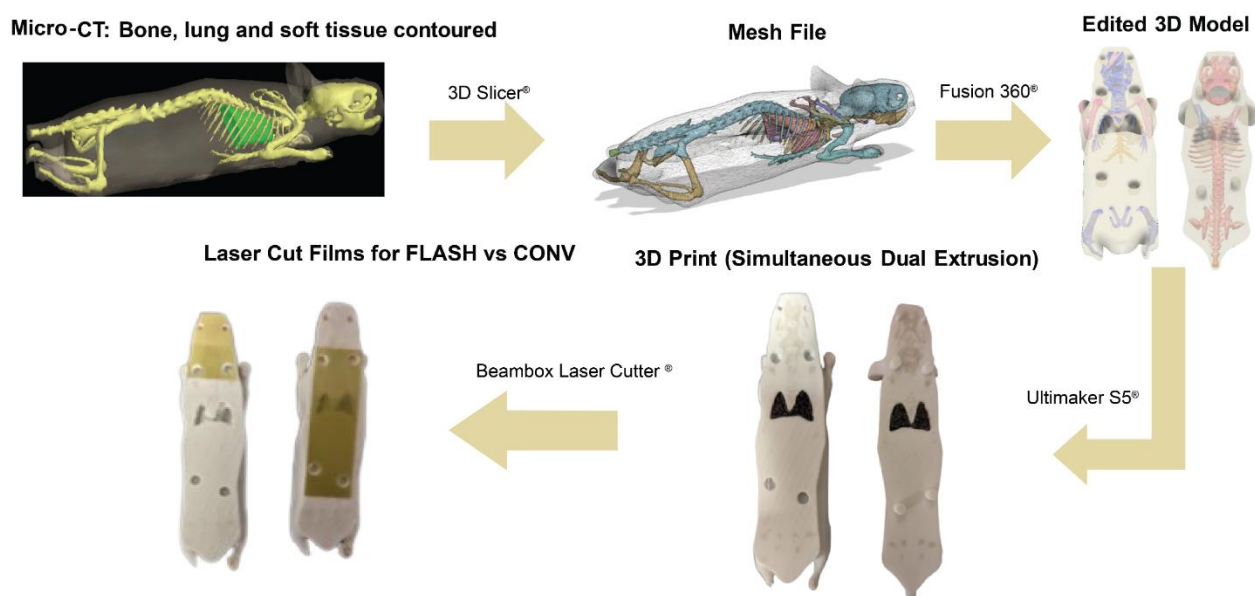 Micro-CT: Bone, lung and soft tissue contoured
Mesh File
Edited 3D Model
3D Slicer®
Fusion 360®
Laser Cut Films for FLASH vs CONV
3D Print (Simultaneous Dual Extrusion)
Beambox Laser Cutter ®
Ultimaker S5®